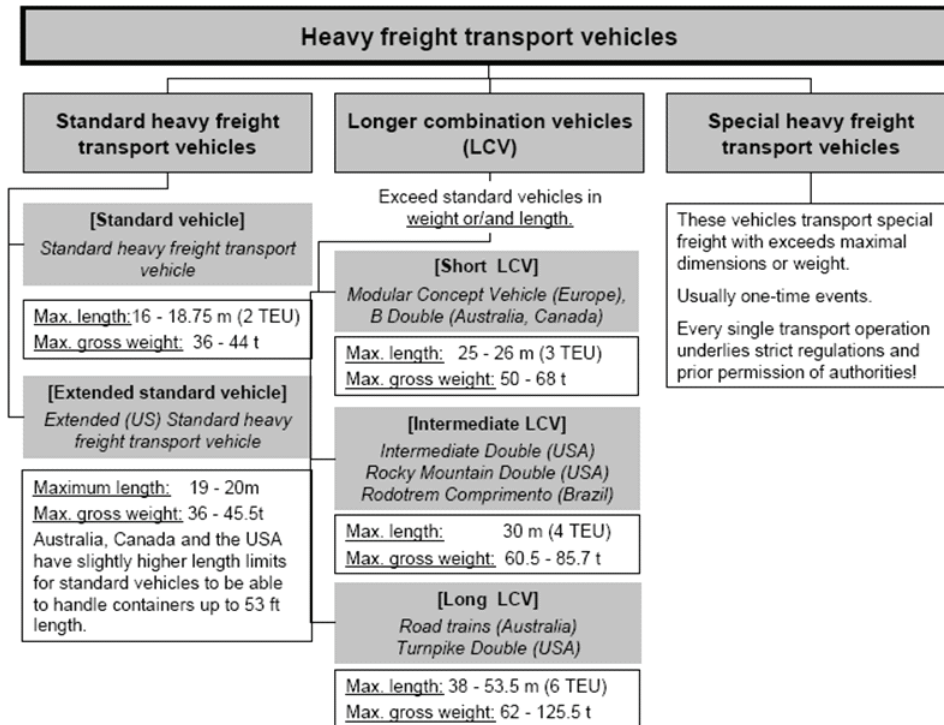 Heavy freight transport vehicles
Standard heavy freight
transport vehicles
[Standard vehicle]
Standard heavy freight transport
vehicle
Max. length:16 - 18.75 m (2 TEU)
Max. gross weight: 36 - 44 t
[Extended standard vehicle]
Extended (US) Standard heavy
freight transport vehicle
Maximum length: 19 - 20m
Max. gross weight: 36 - 45.5t
Australia, Canada and the USA
have slightly higher length limits
for standard vehicles to be able
to handle containers up to 53 ft
length.
Longer combination vehicles
(LCV)
Exceed standard vehicles in
weight or/and length.
[Short LCV]
Modular Concept Vehicle (Europe),
B Double (Australia, Canada)
Max. length: 25 - 26 m (3 TEU)
Max. gross weight: 50 - 68 t
[Intermediate LCV]
Intermediate Double (USA)
Rocky Mountain Double (USA)
Rodotrem Comprimento (Brazil)
Max. length: 30 m (4 TEU)
Max. gross weight: 60.5 - 85.7 t
[Long LCV]
Road trains (Australia)
Turnpike Double (USA)
Max. length: 38 - 53.5 m (6 TEU)
Max. gross weight: 62 - 125.5 t
Special heavy freight
transport vehicles
These vehicles transport special
freight with exceeds maximal
dimensions or weight.
Usually one-time events.
Every single transport operation
underlies strict regulations and
prior permission of authorities!